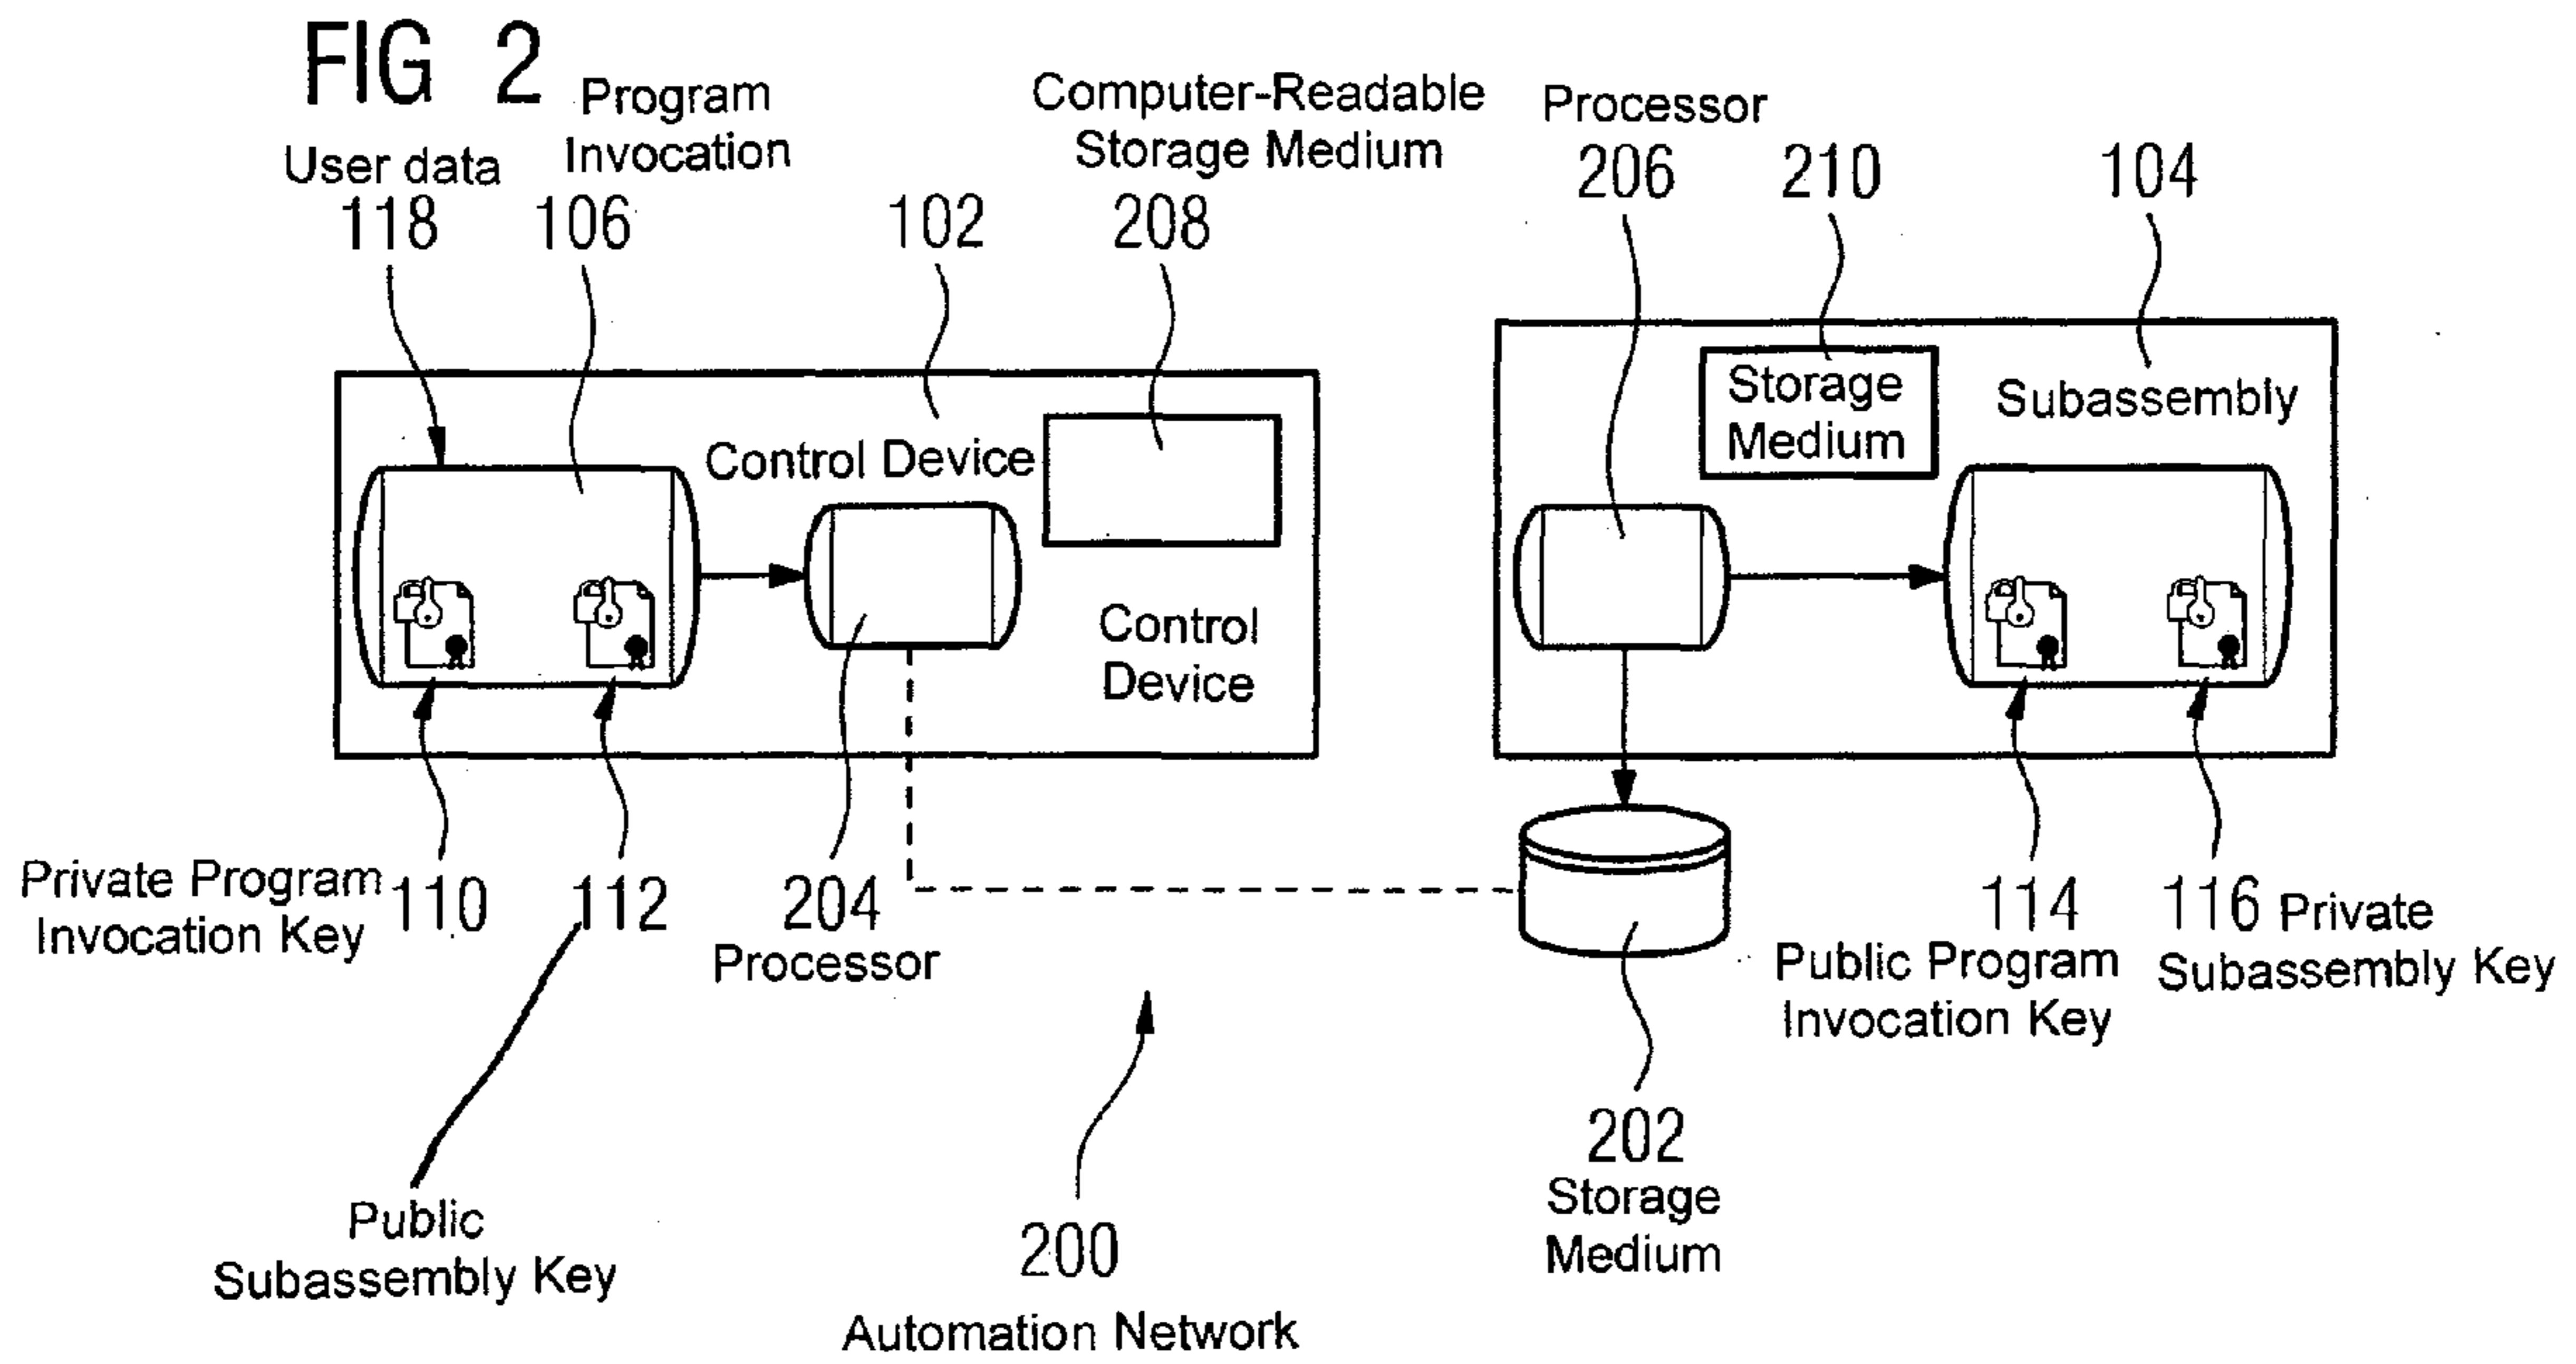 FIG 2
Program
Invocation
106
User data
118
102
Computer-Readable
Storage Medium
208
Processor
206
210
104
Control Device
Control
Device
Storage
Medium
Subassembly
Private Program
Invocation Key
110
112
204
Processor
114
Public Program
Invocation Key
116 Private
Subassembly Key
Public
Subassembly Key
200
Automation Network
202
Storage
Medium